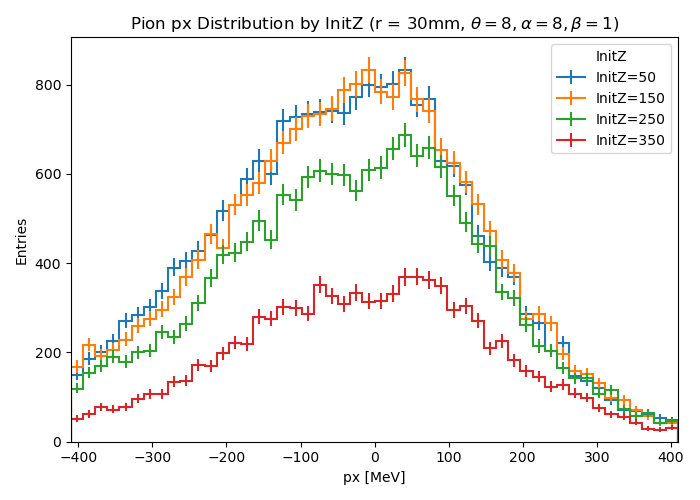 Pion px Distribution by InitZ (r = 30mm, θ = 8, α = 8, β = 1)
InitZ
InitZ=50
InitZ=150
InitZ=250
InitZ=350
Entries
800
600
400
200
0
−400 −300 −200 −100 0 100 200 300 400
px [MeV]